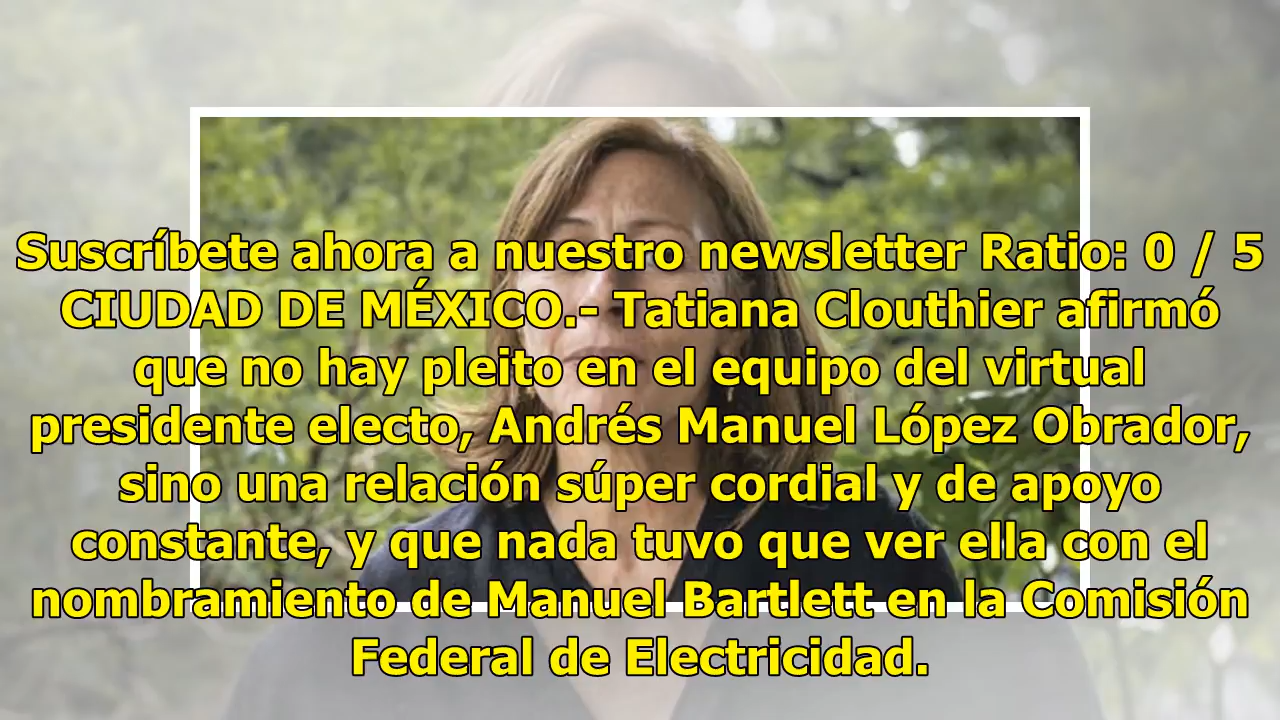 Suscríbete ahora a nuestro newsletter Ratio: 0 / 5
CIUDAD DE MÉXICO.- Tatiana Clouthier afirmó
que no hay pleito en el equipo del virtual
presidente electo, Andrés Manuel López Obrador,
sino una relación súper cordial y de apoyo
constante, y que nada tuvo que ver ella con el
nombramiento de Manuel Bartlett en la Comisión
Federal de Electricidad.